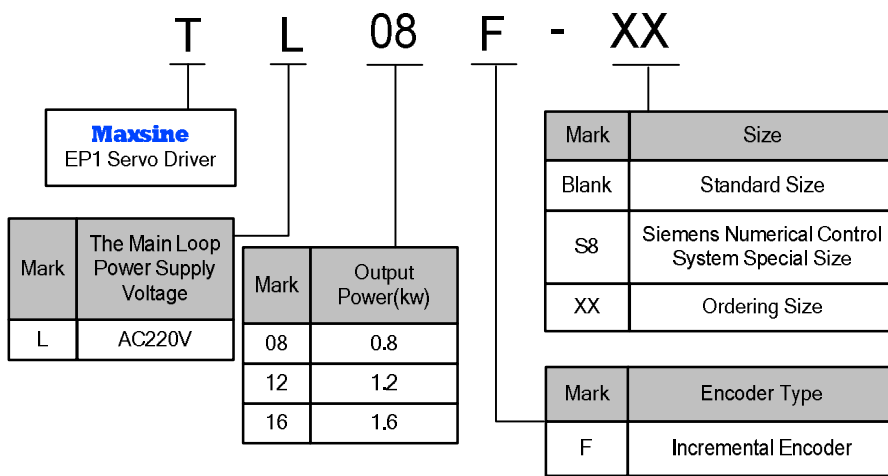 T L 08 F - XX
Maxsine
EP1 Servo Driver
Mark The Main Loop
Power Supply
Voltage
L AC220V
Mark Output
Power(kw)
08 0.8
12 1.2
16 1.6
Mark Size
Blank Standard Size
S8 Siemens Numerical Control
System Special Size
XX Ordering Size
Mark Encoder Type
F Incremental Encoder